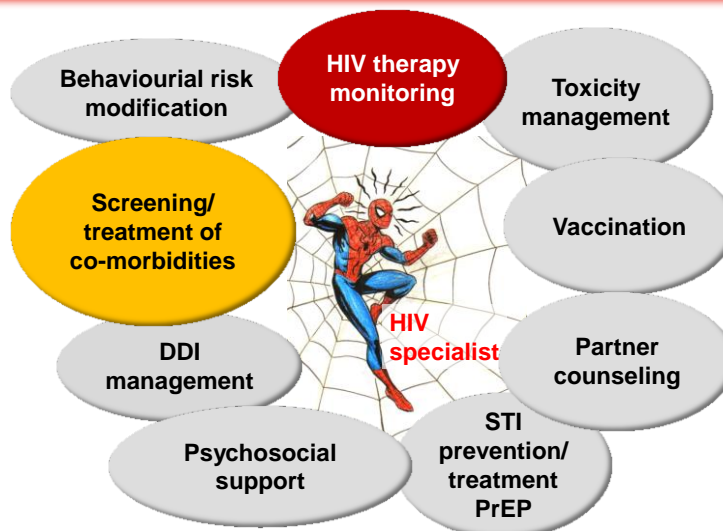 HIV therapy
monitoring
Behaviourial risk
modification
Toxicity
management
Screening/
treatment of
co-morbidities
Vaccination
HIV
specialist
DDI
management
Partner
counseling
Psychosocial
support
STI
prevention/
treatment
PrEP